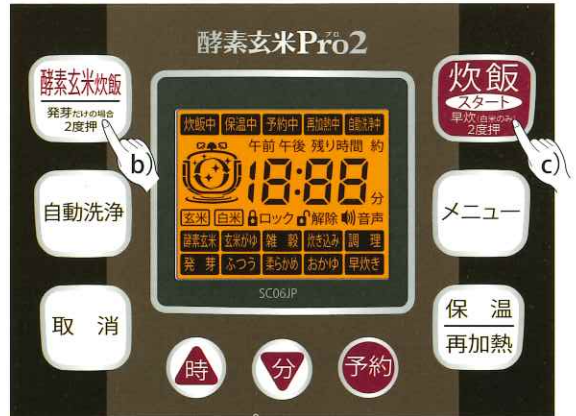 酵素玄米Pro2
プロ
酵素玄米炊飯
発芽だけの場合
2度押
b)
炊飯
スタート
早炊(白米のみ)
2度押
c)
炊飯中 保温中 予約中 再加熱中 自動洗浄中
午前 午後 残り時間 約
18:88分
玄米 白米 ロック 解除 音声
酵素玄米 玄米がゆ 雑穀 炊き込み 調理
発芽 ふつう 柔らかめ おかゆ 早炊き
SC06JP
自動洗浄
メニュー
取消
保温
再加熱
時
分
予約